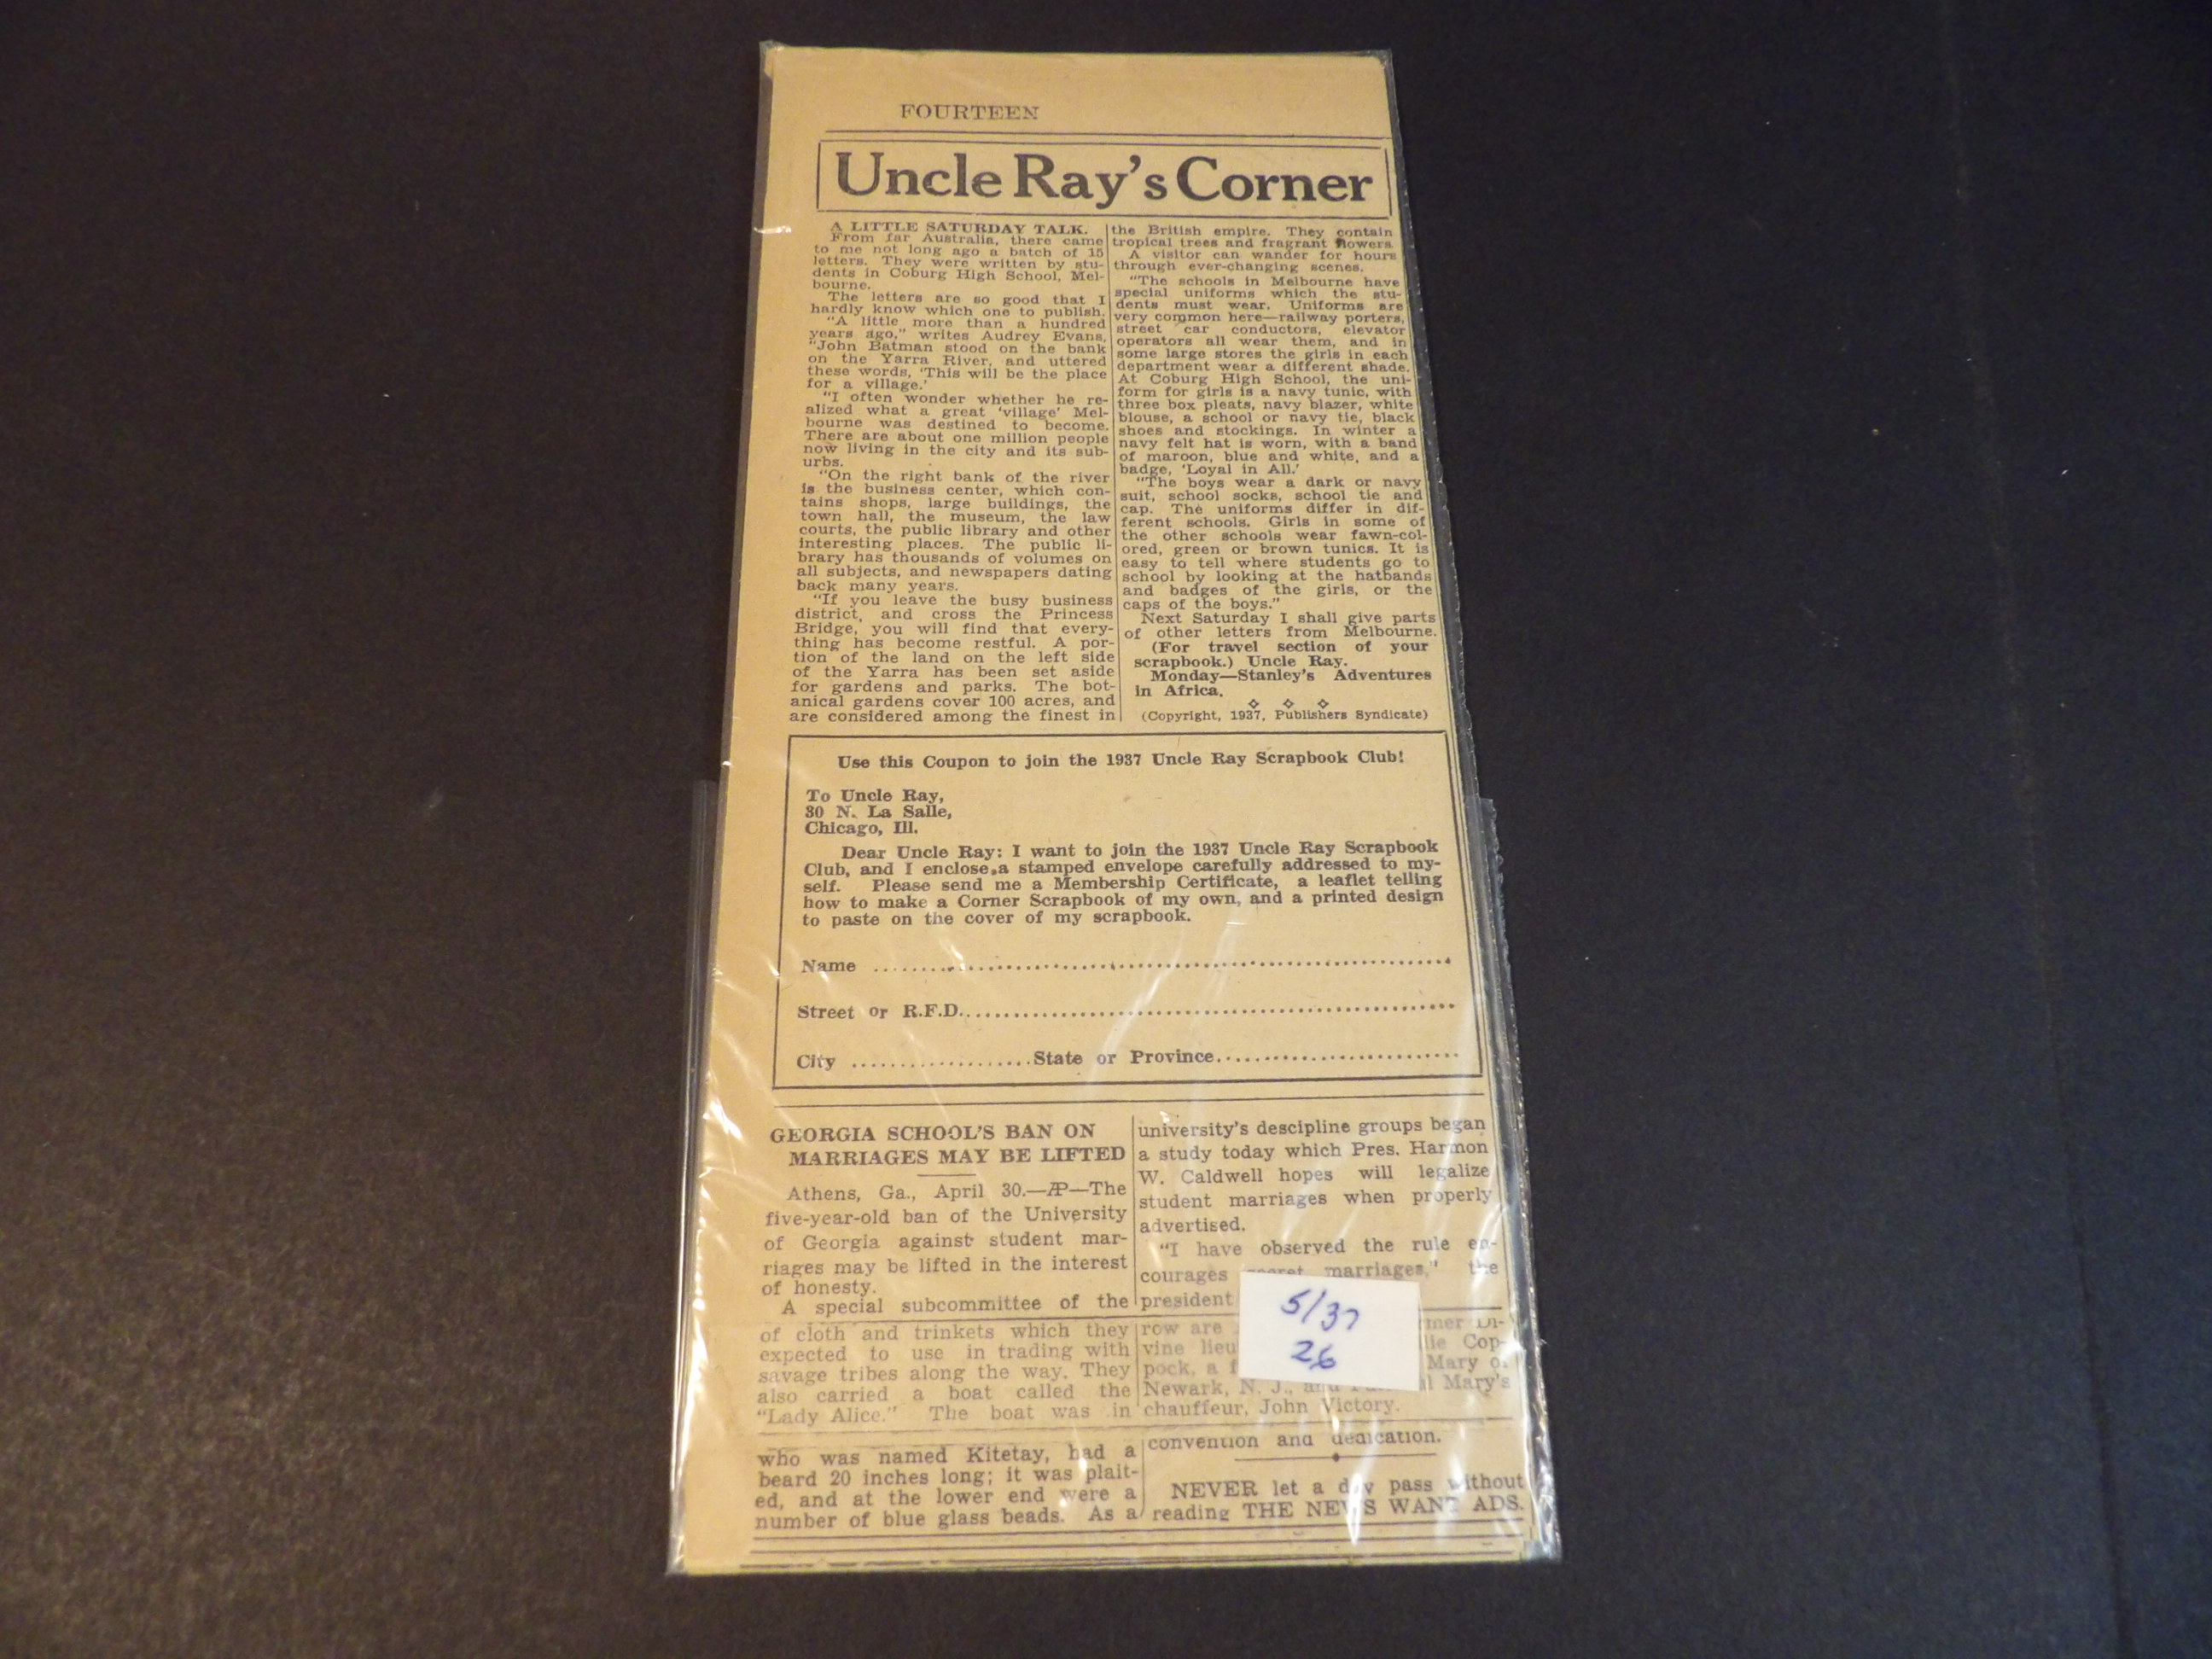 FOURTEEN
Uncle Ray's Corner
A LITTLE SATURDAY TALK.
From far Australia, there came
to me not long ago a batch of 15
letters. They were written by stu-
dents in Coburg High School, Mel-
bourne.
The letters are so good that I
hardly know which one to publish.
"A little more than a hundred
years ago," writes Audrey Evans,
"John Batman stood on the bank
on the Yarra River, and uttered
these words, 'This will be the place
for a village.'
"I often wonder whether he re-
alized what a great 'village' Mel-
bourne was destined to become.
There are about one million people
now living in the city and its sub-
urbs.
"On the right bank of the river
is the business center, which con-
tains shops, large buildings, the
town hall, the museum, the law
courts, the public library and other
interesting places. The public li-
brary has thousands of volumes on
all subjects, and newspapers dating
back many years.
"If you leave the busy business
district, and cross the Princess
Bridge, you will find that every-
thing has become restful. A por-
tion of the land on the left side
of the Yarra has been set aside
for gardens and parks. The bot-
anical gardens cover 100 acres, and
are considered among the finest in
the British empire. They contain
tropical trees and fragrant flowers.
A visitor can wander for hours
through ever-changing scenes.
"The schools in Melbourne have
special uniforms which the stu-
dents must wear. Uniforms are
very common here—railway porters,
street car conductors, elevator
operators all wear them, and in
some large stores the girls in each
department wear a different shade.
At Coburg High School, the uni-
form for girls is a navy tunic, with
three box pleats, navy blazer, white
blouse, a school or navy tie, black
shoes and stockings. In winter a
navy felt hat is worn, with a band
of maroon, blue and white, and a
badge, 'Loyal in All.'
"The boys wear a dark or navy
suit, school socks, school tie and
cap. The uniforms differ in dif-
ferent schools. Girls in some of
the other schools wear fawn-col-
ored, green or brown tunics. It is
easy to tell where students go to
school by looking at the hatbands
and badges of the girls, or the
caps of the boys."
Next Saturday I shall give parts
of other letters from Melbourne.
(For travel section of your
scrapbook.) Uncle Ray.
Monday—Stanley's Adventures
in Africa.
(Copyright, 1937, Publishers Syndicate)
Use this Coupon to join the 1937 Uncle Ray Scrapbook Club!
To Uncle Ray,
30 N. La Salle,
Chicago, Ill.
Dear Uncle Ray: I want to join the 1937 Uncle Ray Scrapbook
Club, and I enclose a stamped envelope carefully addressed to my-
self. Please send me a Membership Certificate, a leaflet telling
how to make a Corner Scrapbook of my own, and a printed design
to paste on the cover of my scrapbook.
Name
Street or R.F.D.
City State or Province
GEORGIA SCHOOL'S BAN ON
MARRIAGES MAY BE LIFTED
Athens, Ga., April 30.—AP—The
five-year-old ban of the University
of Georgia against student mar-
riages may be lifted in the interest
of honesty.
A special subcommittee of the
university's descipline groups began
a study today which Pres. Harmon
W. Caldwell hopes will legalize
student marriages when properly
advertised.
"I have observed the rule en-
courages secret marriages," the
president
5/37
26
of cloth and trinkets which they
expected to use in trading with
savage tribes along the way. They
also carried a boat called the
"Lady Alice." The boat was in
row are
vine lieu Cop-
pock, a Mary
Newark, N. J., Mary's
chauffeur, John Victory.
who was named Kitetay, had a
beard 20 inches long; it was plait-
ed, and at the lower end were a
number of blue glass beads. As a
convention and dedication.
NEVER let a day pass without
reading THE NEWS WANT ADS.